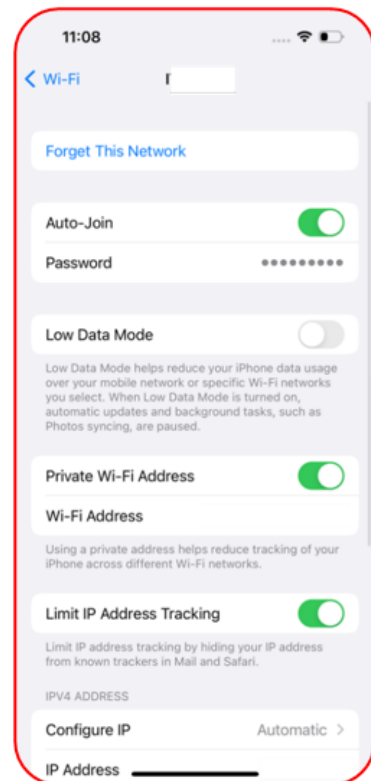 11:08
Wi-Fi
Forget This Network
Auto-Join
Password
Low Data Mode
Low Data Mode helps reduce your iPhone data usage
over your mobile network or specific Wi-Fi networks
you select. When Low Data Mode is turned on,
automatic updates and background tasks, such as
Photos syncing, are paused.
Private Wi-Fi Address
Wi-Fi Address
Using a private address helps reduce tracking of your
iPhone across different Wi-Fi networks.
Limit IP Address Tracking
Limit IP address tracking by hiding your IP address
from known trackers in Mail and Safari.
IPV4 ADDRESS
Configure IP Automatic
IP Address